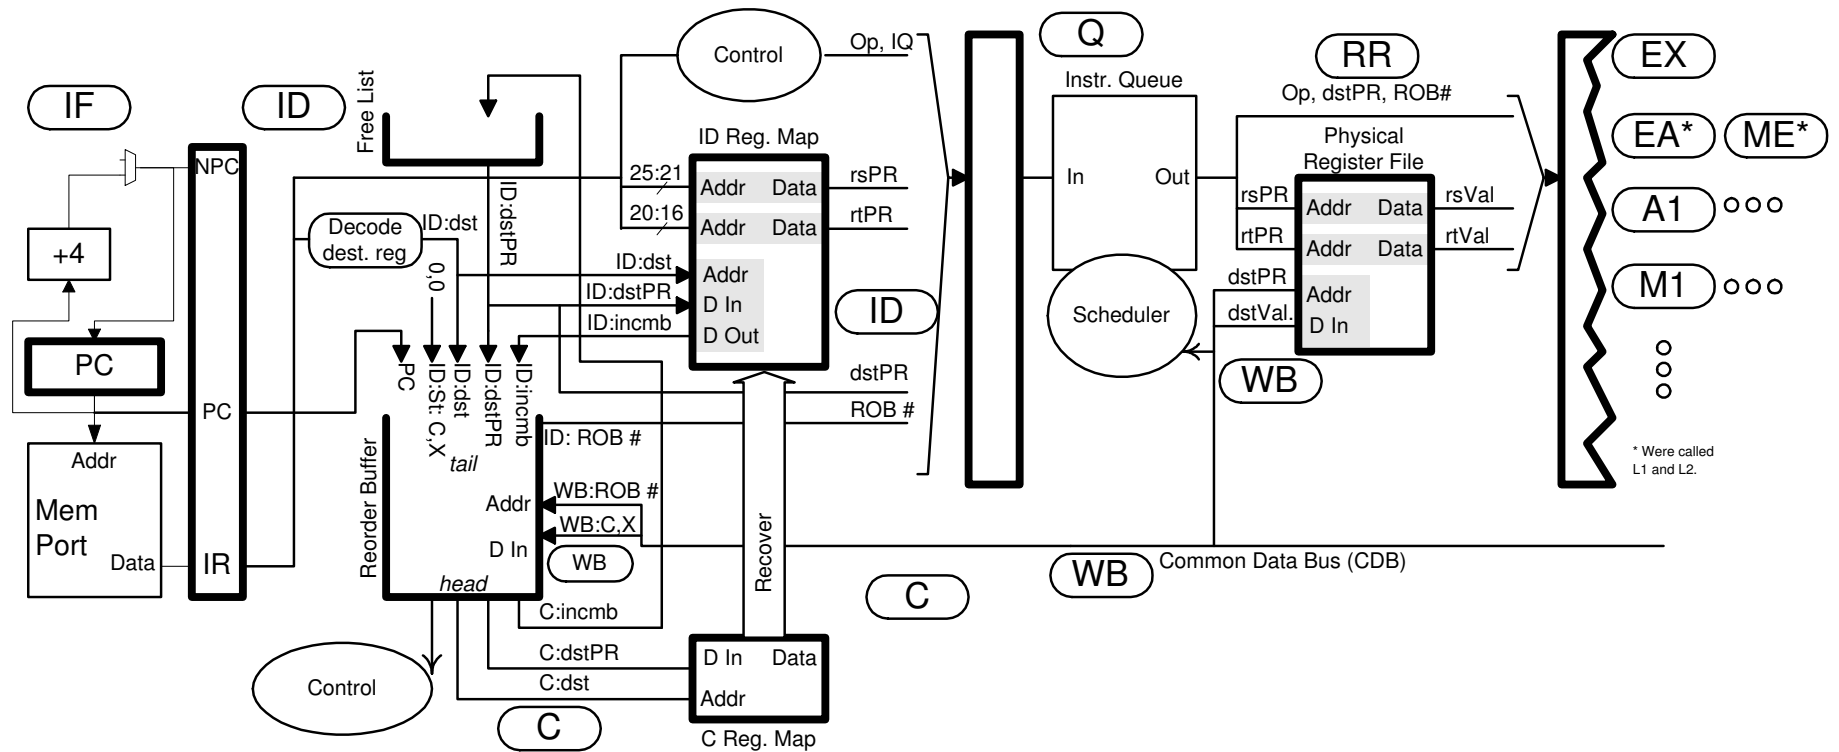 IF
ID
Free List
Control
Op, IQ
Q
RR
EX
Instr. Queue
Op, dstPR, ROB#
EA*
ME*
NPC
ID Reg. Map
Physical
Register File
25:21
Addr
Data
rsPR
In
Out
rsPR
Addr
Data
rsVal
A1
ID:dstPR
20:16
Addr
Data
rtPR
rtPR
Addr
Data
rtVal
Decode
dest. reg
ID:dst
+4
0,0
ID:dst
Addr
ID:dstPR
D In
ID:incmb
D Out
ID
dstPR
Addr
dstVal.
D In
M1
Scheduler
PC
PC
ID:St: C,X
ID:dst
ID:dstPR
ID:incmb
dstPR
WB
PC
ROB #
ID: ROB #
tail
Reorder Buffer
Addr
Mem
Port
Data
IR
Addr
WB:ROB #
WB:C,X
D In
WB
head
Recover
C
WB
Common Data Bus (CDB)
* Were called
L1 and L2.
C:incmb
C:dstPR
D In
Data
C:dst
Addr
Control
C
C Reg. Map